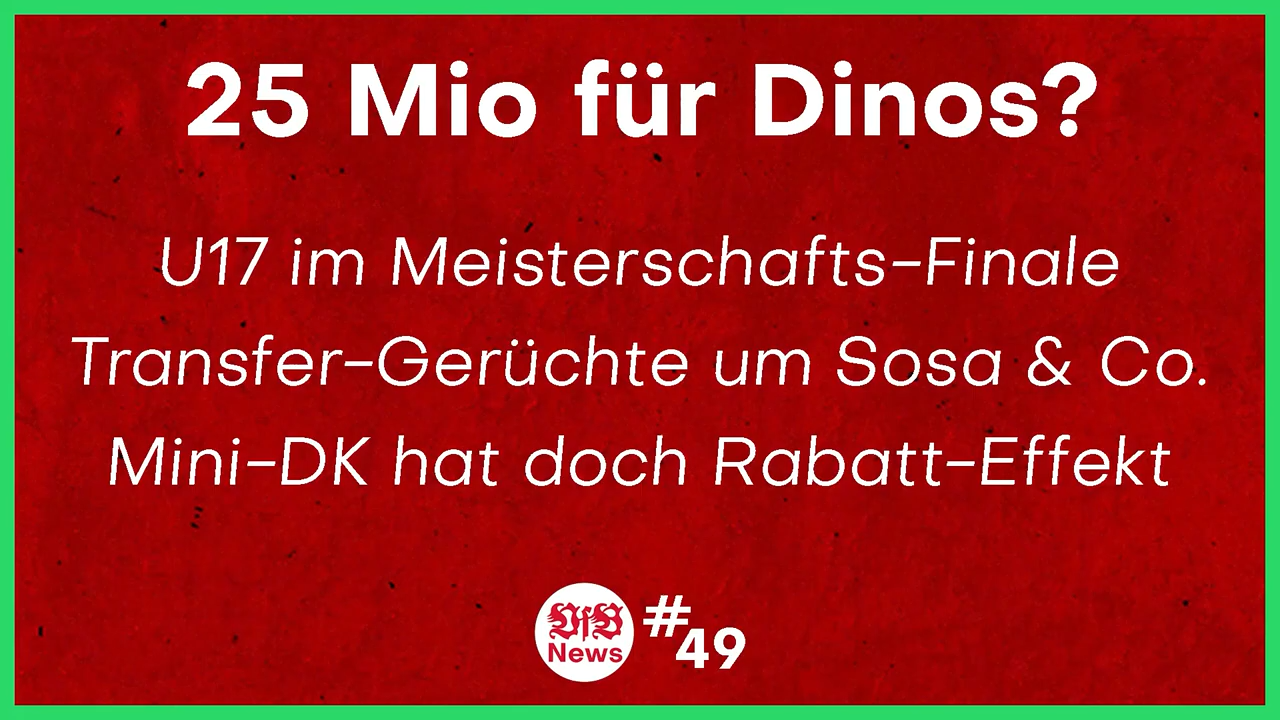 25 Mio für Dinos?
U17 im Meisterschafts-Finale
Transfer-Gerüchte um Sosa & Co.
Mini-DK hat doch Rabatt-Effekt
VfB
News
#49